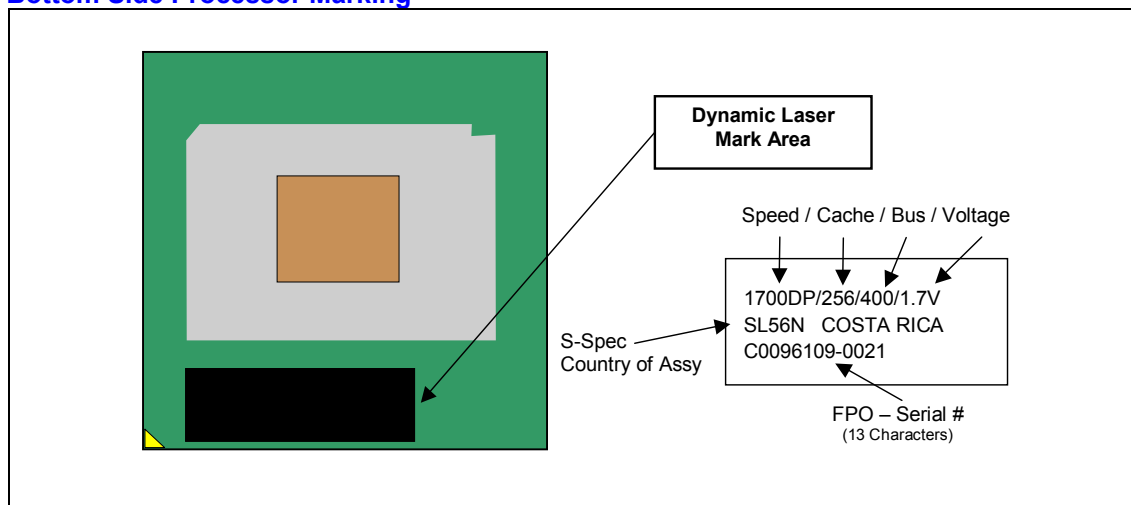 Bottom Side Processor Marking
Dynamic Laser
Mark Area
Speed / Cache / Bus / Voltage
1700DP/256/400/1.7V
SL56N COSTA RICA
C0096109-0021
S-Spec
Country of Assy
FPO – Serial #
(13 Characters)